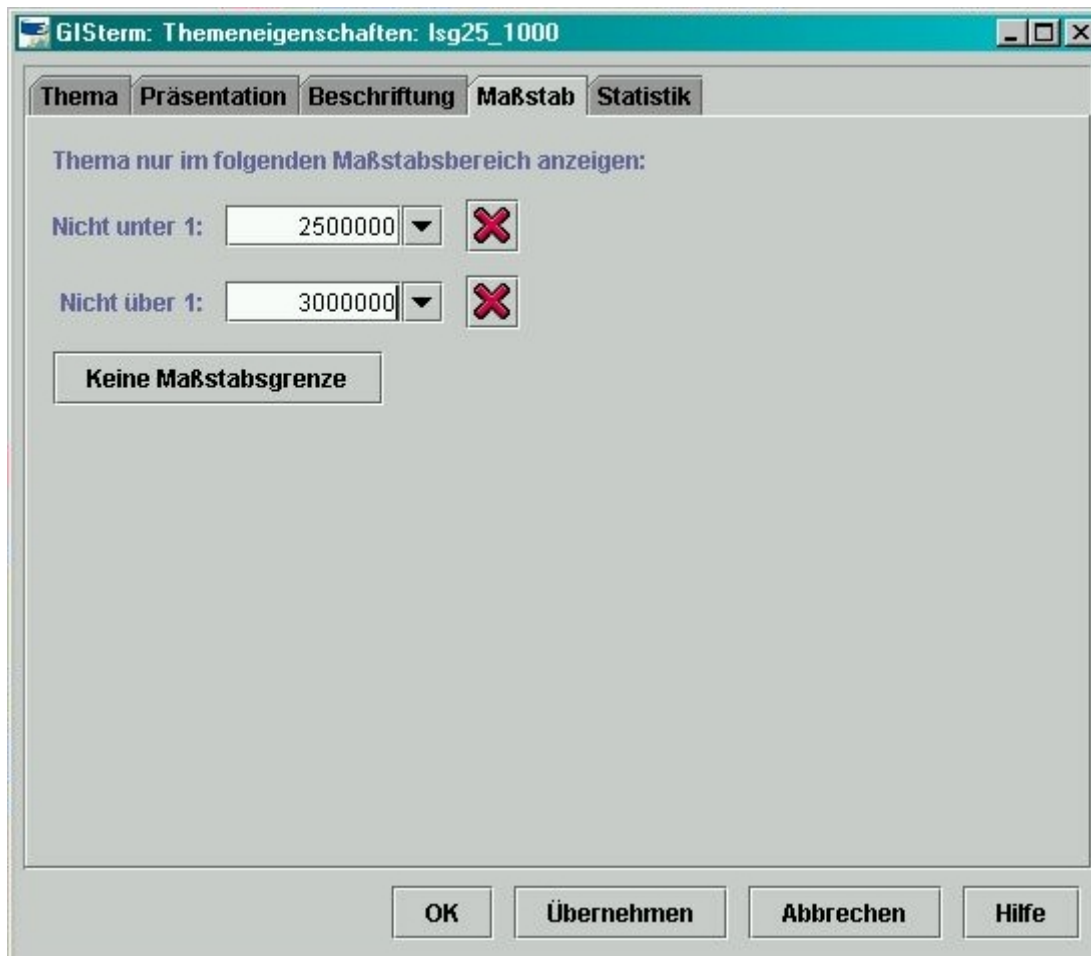 GISterm: Themeneigenschaften: lsg25_1000
Thema Präsentation Beschriftung Maßstab Statistik
Thema nur im folgenden Maßstabsbereich anzeigen:
Nicht unter 1: 2500000
Nicht über 1: 3000000
Keine Maßstabsgrenze
OK Übernehmen Abbrechen Hilfe